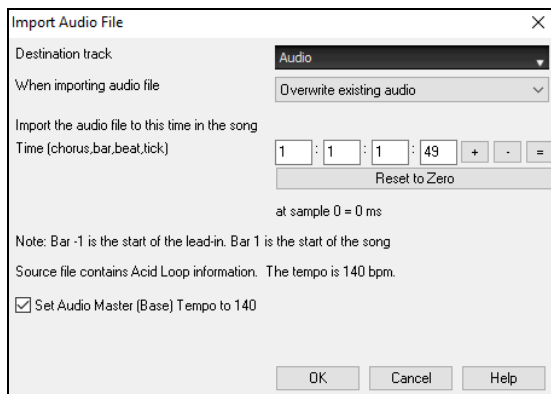 Import Audio File
Destination track Audio
When importing audio file Overwrite existing audio
Import the audio file to this time in the song
Time (chorus,bar,beat,tick) 1 : 1 : 1 : 49 + - =
Reset to Zero
at sample 0 = 0 ms
Note: Bar -1 is the start of the lead-in. Bar 1 is the start of the song
Source file contains Acid Loop information. The tempo is 140 bpm.
Set Audio Master (Base) Tempo to 140
OK Cancel Help